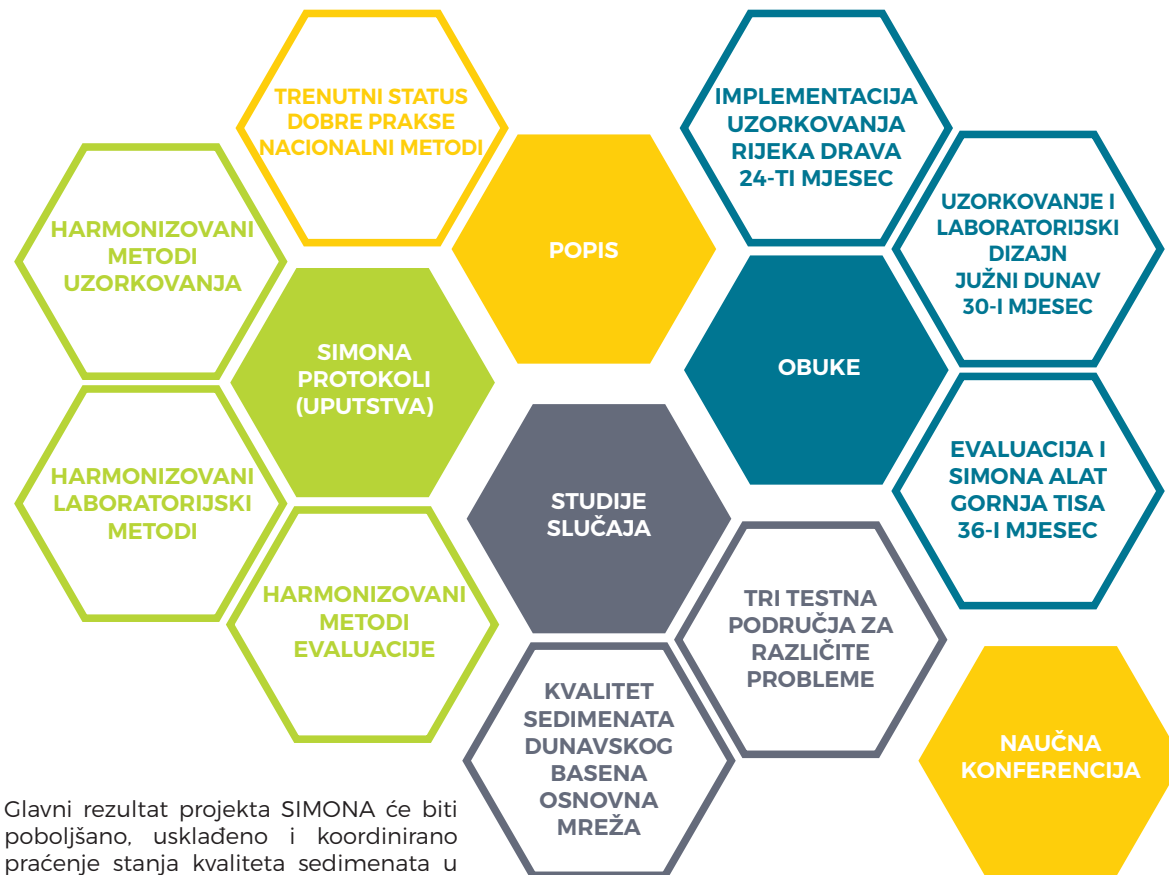 TRENUTNI STATUS
DOBRE PRAKSE
NACIONALNI METODI
POPIS
HARMONIZOVANI
METODI
UZORKOVANJA
SIMONA
PROTOKOLI
(UPUTSTVA)
HARMONIZOVANI
LABORATORIJSKI
METODI
HARMONIZOVANI
METODI
EVALUACIJE
IMPLEMENTACIJA
UZORKOVANJA
RIJEKA DRAVA
24-TI MJESEC
UZORKOVANJE I
LABORATORIJSKI
DIZAJN
JUŽNI DUNAV
30-I MJESEC
OBUKE
EVALUACIJA I
SIMONA ALAT
GORNJA TISA
36-I MJESEC
STUDIJE
SLUČAJA
TRI TESTNA
PODRUČJA ZA
RAZLIČITE
PROBLEME
KVALITET
SEDIMENATA
DUNAVSKOG
BASENA
OSNOVNA
MREŽA
NAUČNA
KONFERENCIJA
Glavni rezultat projekta SIMONA će biti
poboljšano, usklađeno i koordinirano
praćenje stanja kvaliteta sedimenata u